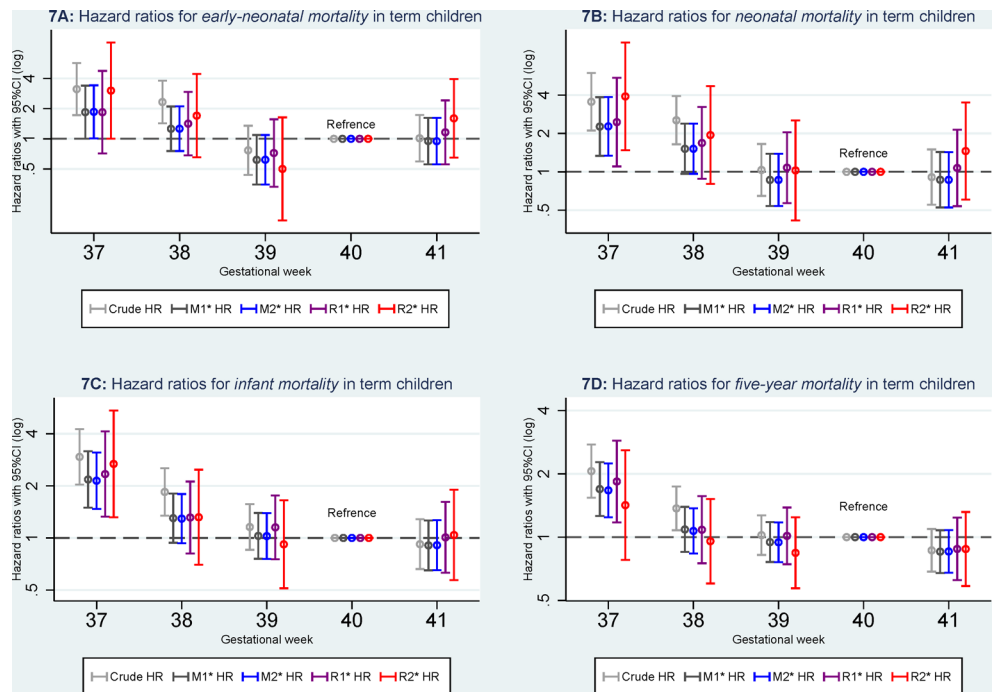 7A: Hazard ratios for early-neonatal mortality in term children
Hazard ratios with 95%CI (log)
4
2
1
.5
Refrence
37 38 39 40 41
Gestational week
Crude HR M1* HR M2* HR R1* HR R2* HR
7B: Hazard ratios for neonatal mortality in term children
Hazard ratios with 95%CI (log)
4
2
1
.5
Refrence
37 38 39 40 41
Gestational week
Crude HR M1* HR M2* HR R1* HR R2* HR
7C: Hazard ratios for infant mortality in term children
Hazard ratios with 95%CI (log)
4
2
1
.5
Refrence
37 38 39 40 41
Gestational week
Crude HR M1* HR M2* HR R1* HR R2* HR
7D: Hazard ratios for five-year mortality in term children
Hazard ratios with 95%CI (log)
4
2
1
.5
Refrence
37 38 39 40 41
Gestational week
Crude HR M1* HR M2* HR R1* HR R2* HR